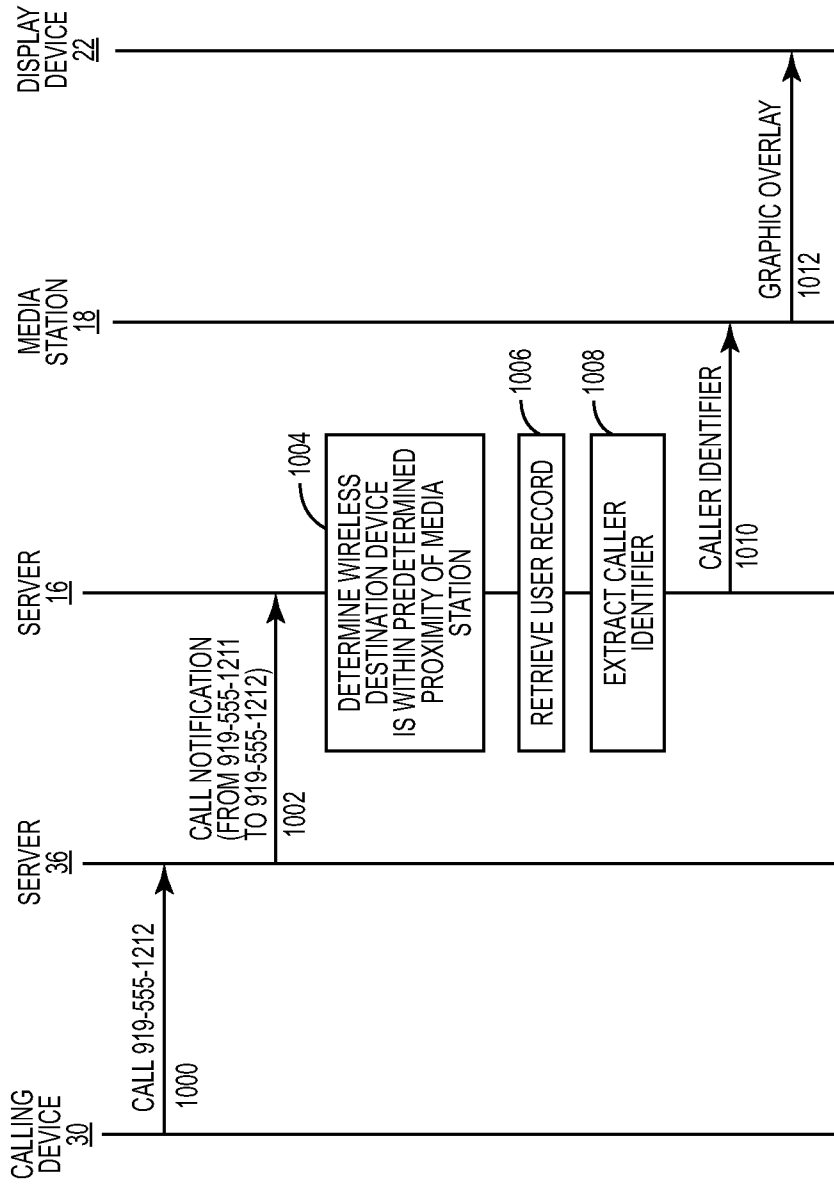 CALLING
DEVICE
30
SERVER
36
SERVER
16
MEDIA
STATION
18
DISPLAY
DEVICE
22
CALL 919-555-1212
1000
CALL NOTIFICATION
(FROM 919-555-1211
TO 919-555-1212)
1002
DETERMINE WIRELESS
DESTINATION DEVICE
IS WITHIN PREDETERMINED
PROXIMITY OF MEDIA
STATION
1004
RETRIEVE USER RECORD
1006
EXTRACT CALLER
IDENTIFIER
1008
CALLER IDENTIFIER
1010
GRAPHIC OVERLAY
1012